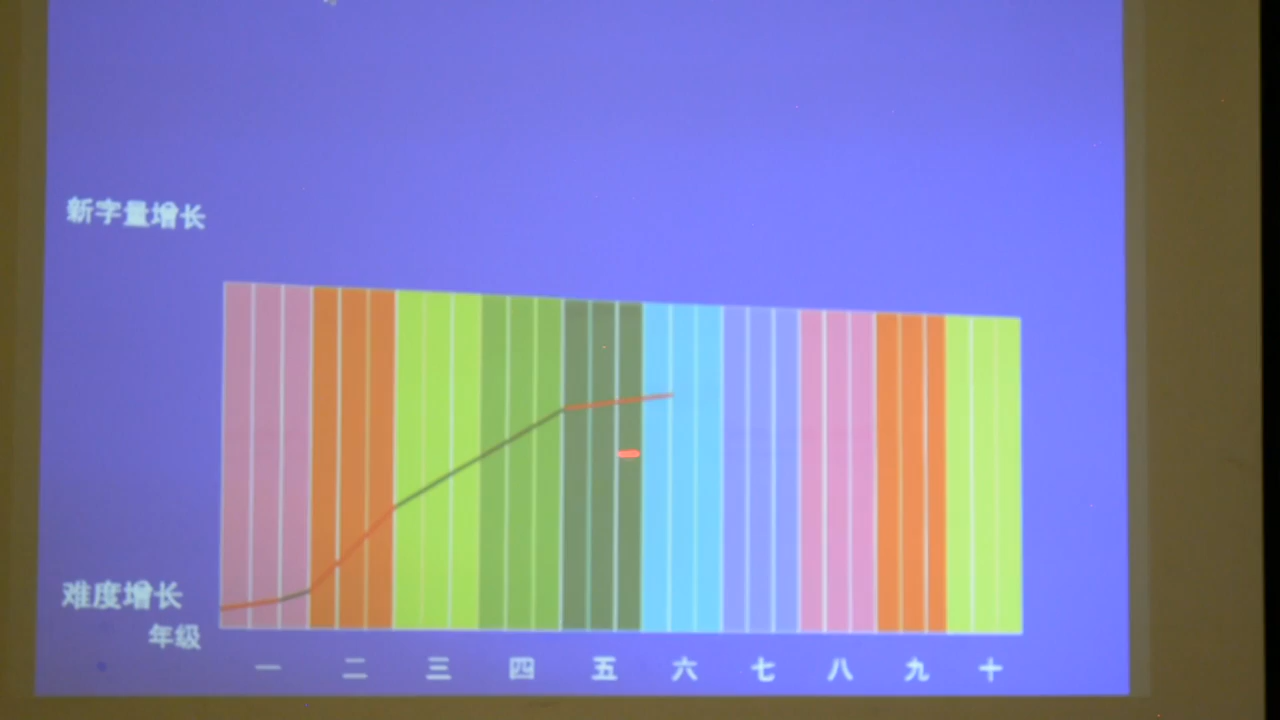 新字量增长
难度增长
年级
一 二 三 四 五 六 七 八 九 十